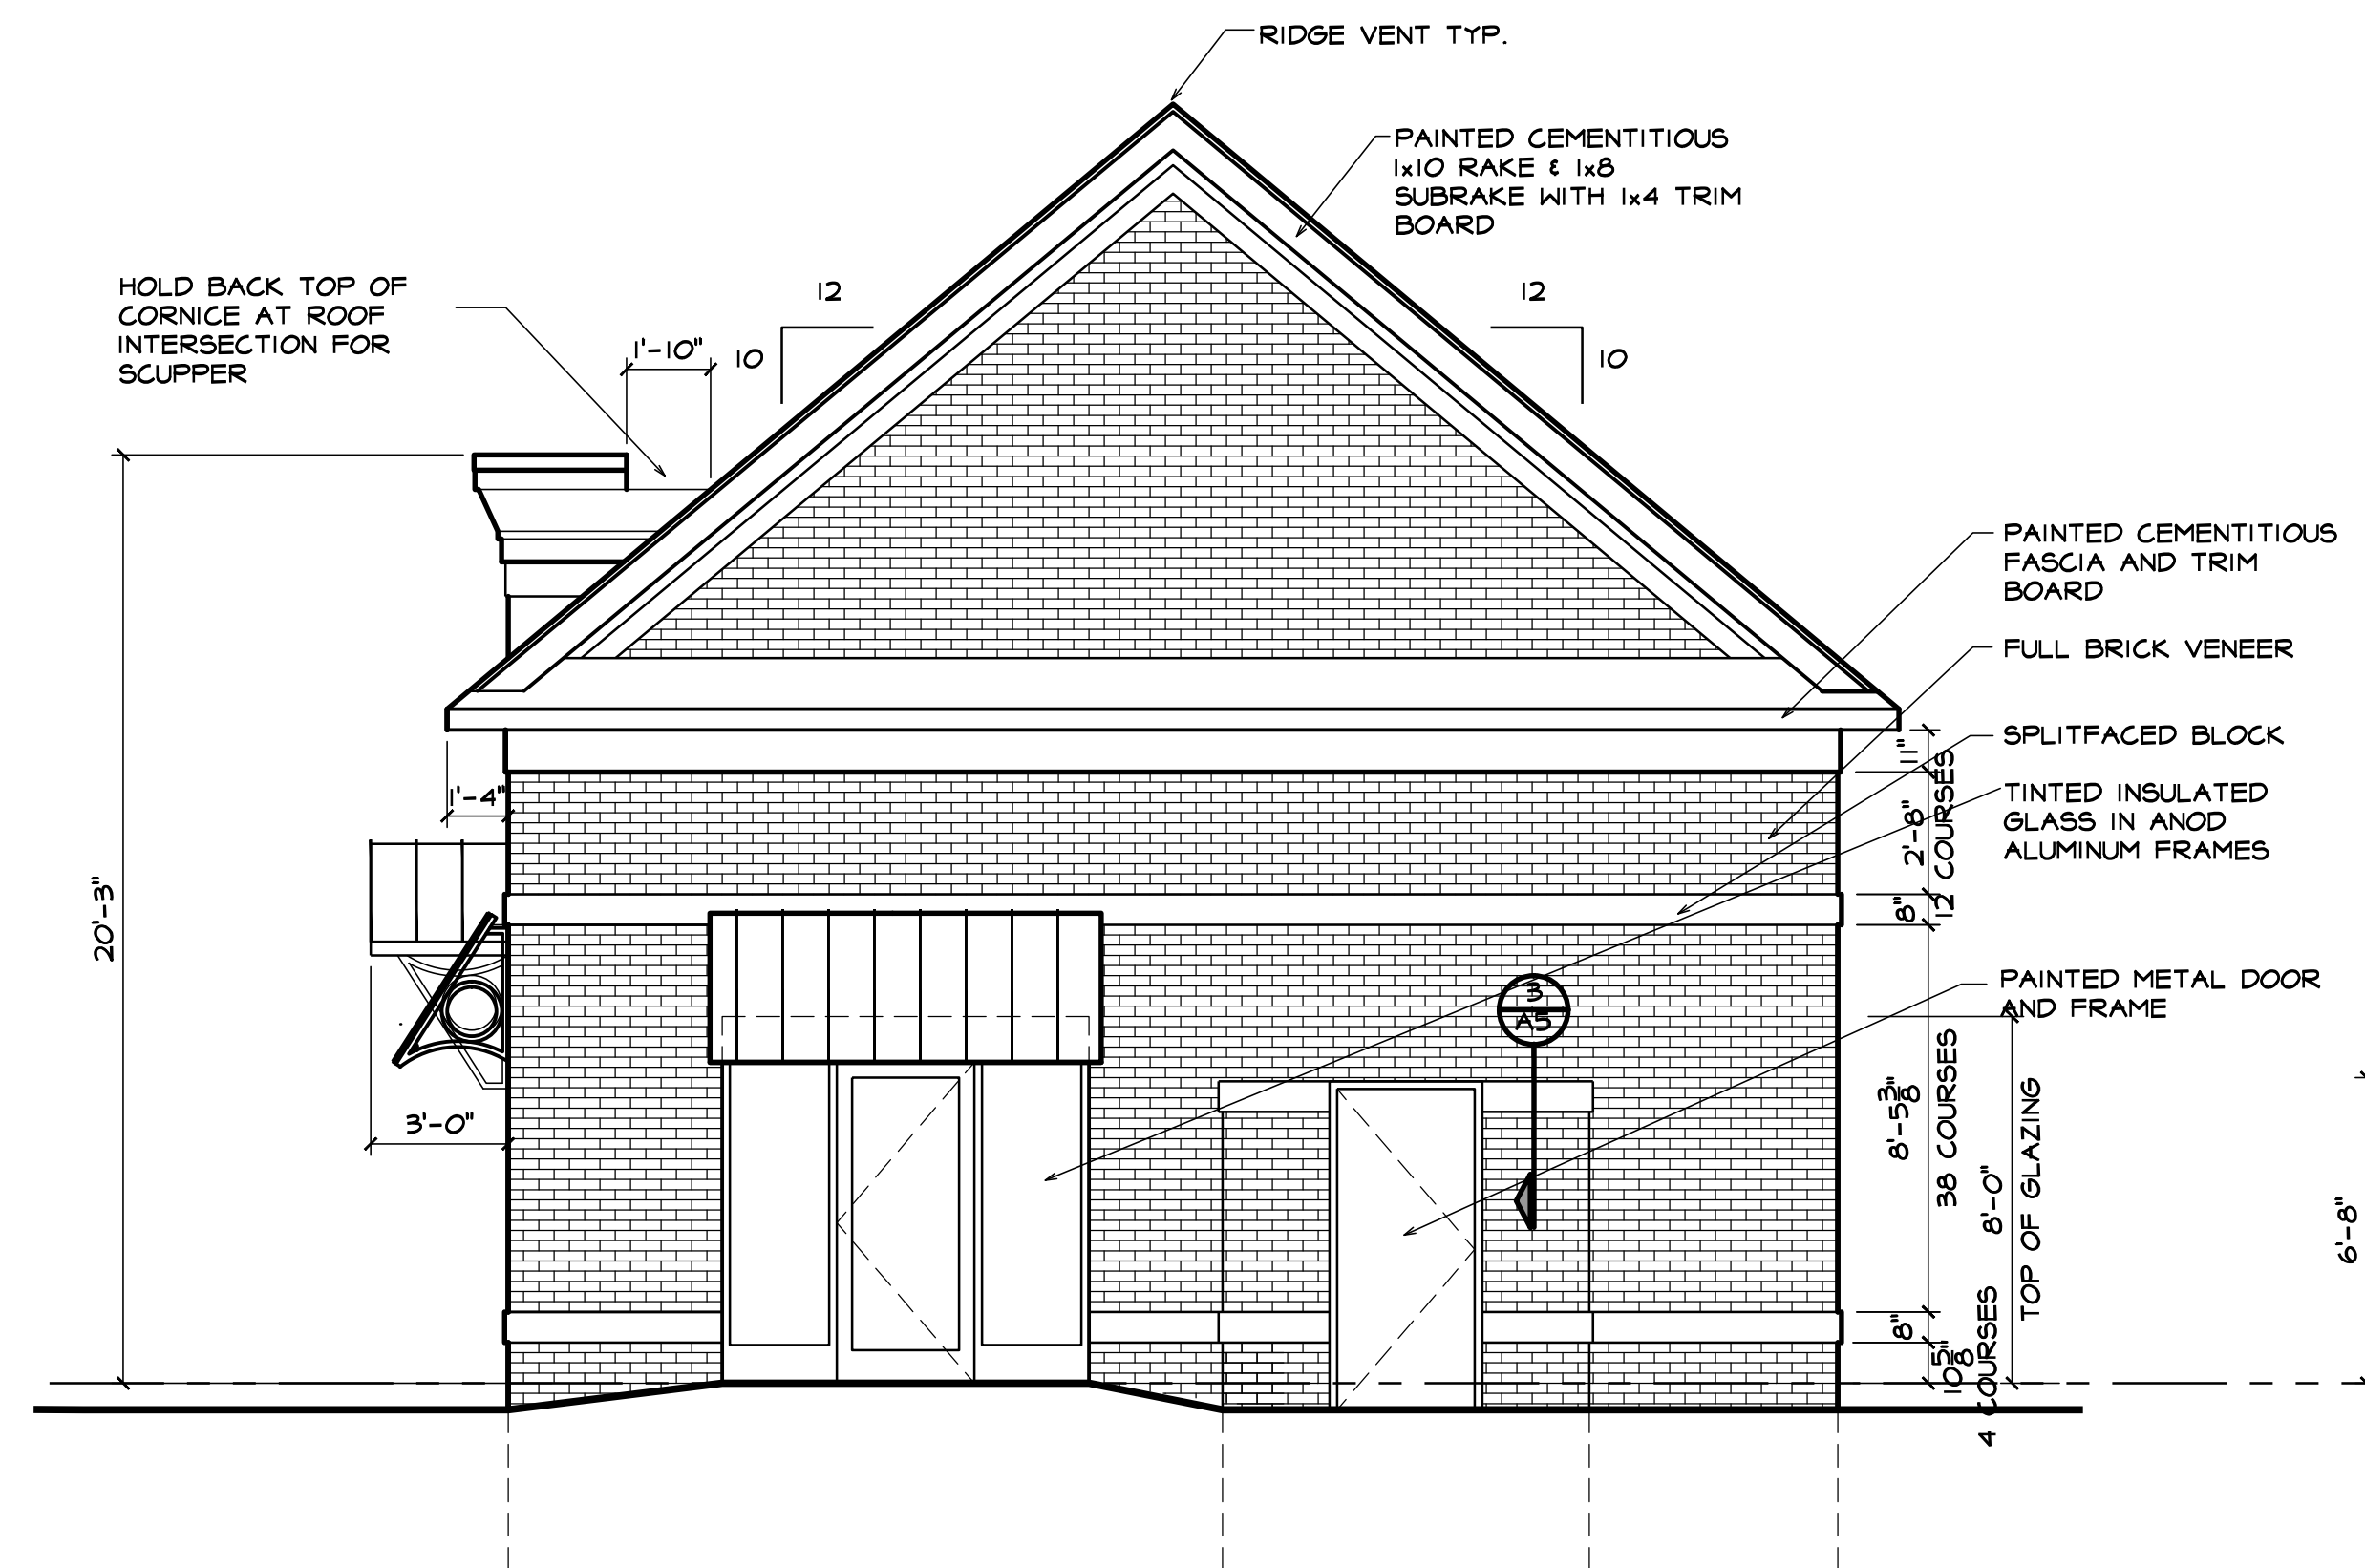 RIDGE VENT TYP.
PAINTED CEMENTITIOUS
1x10 RAKE & 1x8
SUBRAKE WITH 1x4 TRIM
BOARD
HOLD BACK TOP OF
CORNICE AT ROOF
INTERSECTION FOR
SCUPPER
1'-10"
12
10
12
10
PAINTED CEMENTITIOUS
FASCIA AND TRIM
BOARD
FULL BRICK VENEER
SPLITFACED BLOCK
TINTED INSULATED
GLASS IN ANOD
ALUMINUM FRAMES
PAINTED METAL DOOR
AND FRAME
20'-3"
1'-4"
3'-0"
3
A5
11"
2'-8"
12 COURSES
8"
8'-5 3/8"
38 COURSES
8"
10 5/8"
4 COURSES
8'-0"
TOP OF GLAZING
6'-8"